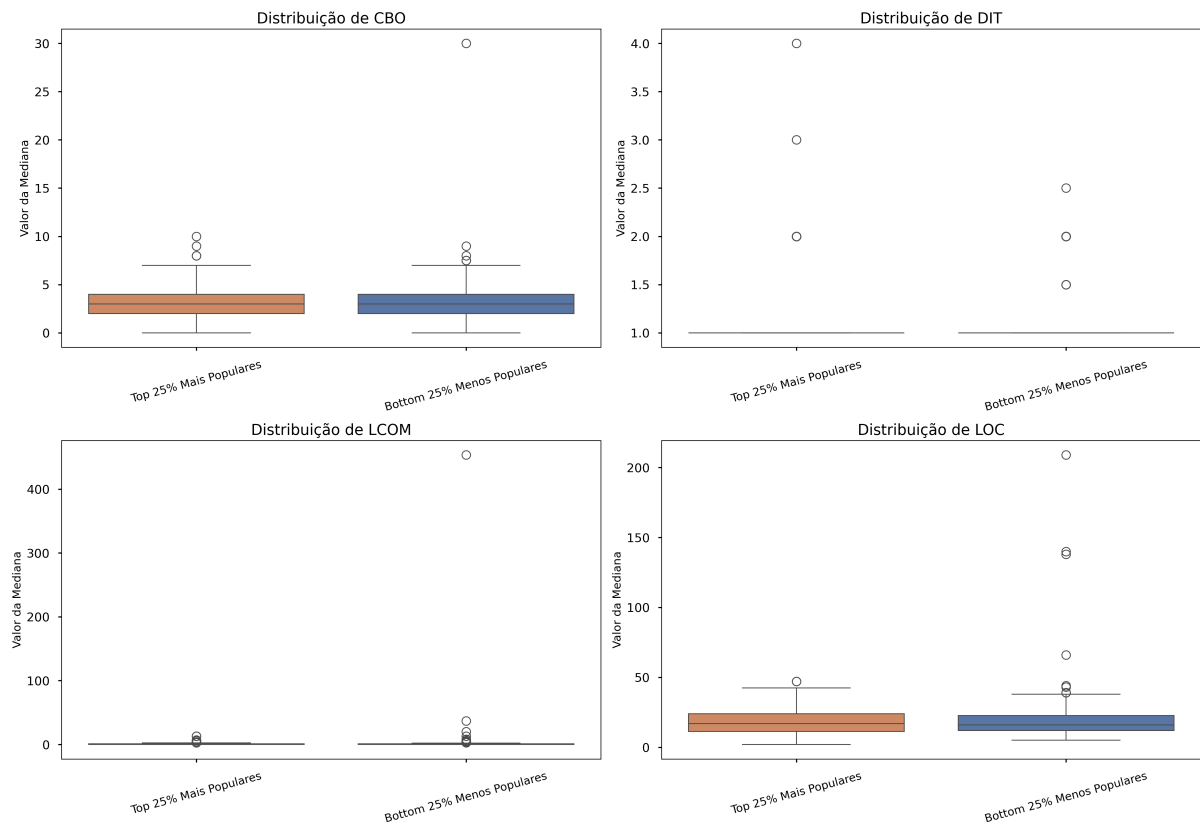 Distribuição de CBO
Valor da Mediana
30
25
20
15
10
5
0
Top 25% Mais Populares
Bottom 25% Menos Populares
Distribuição de DIT
Valor da Mediana
4.0
3.5
3.0
2.5
2.0
1.5
1.0
Top 25% Mais Populares
Bottom 25% Menos Populares
Distribuição de LCOM
Valor da Mediana
400
300
200
100
0
Top 25% Mais Populares
Bottom 25% Menos Populares
Distribuição de LOC
Valor da Mediana
200
150
100
50
0
Top 25% Mais Populares
Bottom 25% Menos Populares